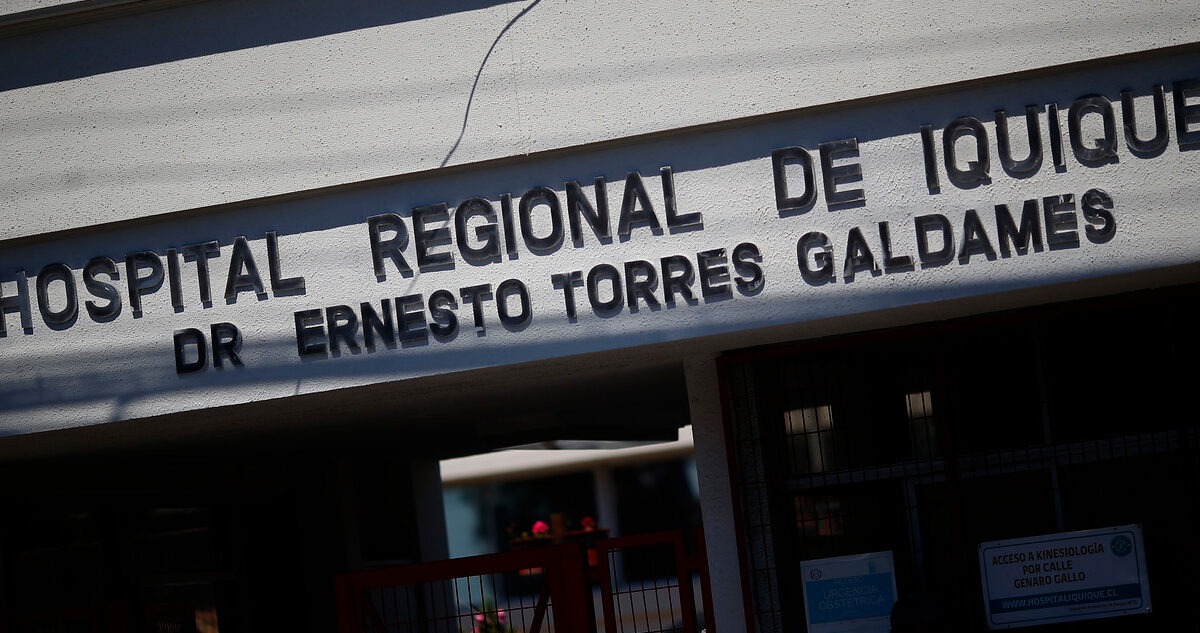 HOSPITAL REGIONAL DE IQUIQUE
DR ERNESTO TORRES GALDAMES
URGENCIA
OBSTÉTRICA
ACCESO A KINESIOLOGÍA
POR CALLE
GENARO GALLO
WWW.HOSPITALIQUIQUE.CL